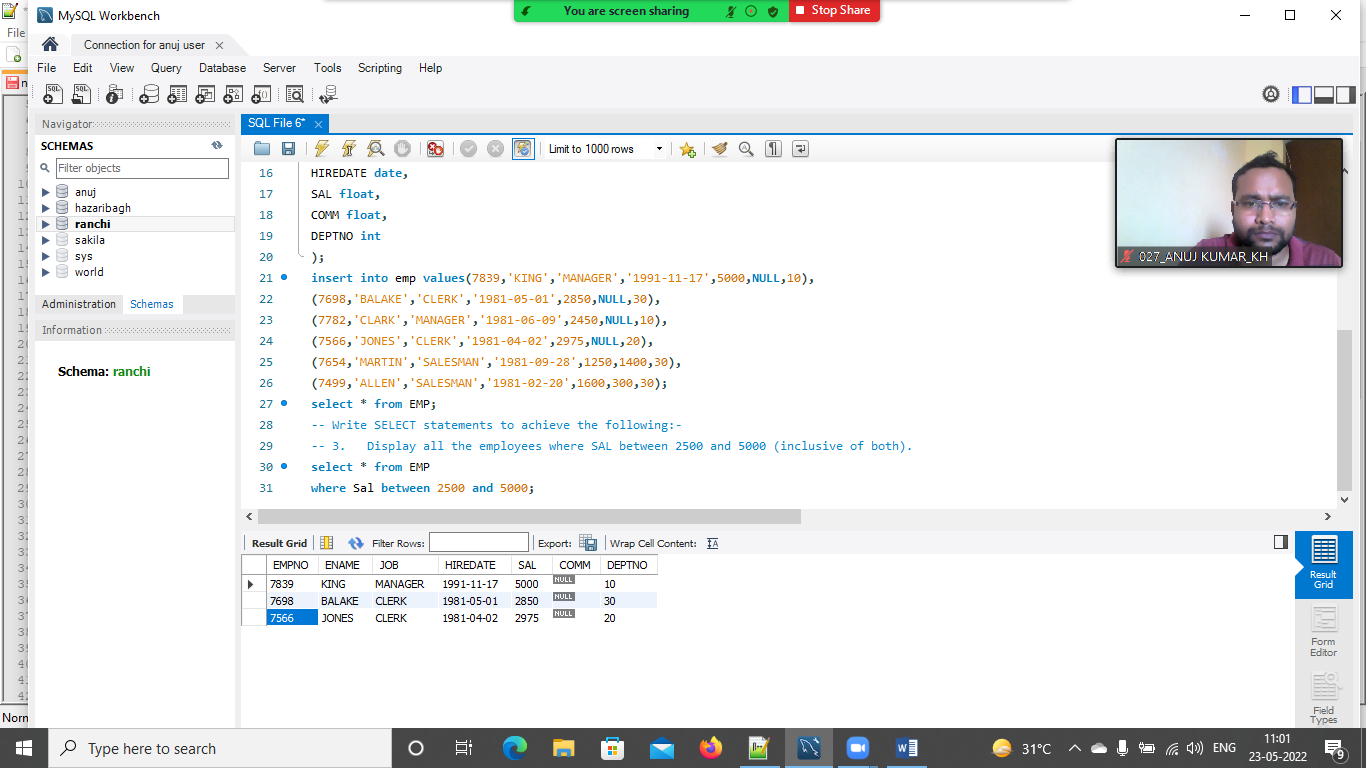 You are screen sharing
Stop Share
MySQL Workbench
File
Connection for anuj user
File Edit View Query Database Server Tools Scripting Help
Navigator
SQL File 6*
SCHEMAS
Limit to 1000 rows
Filter objects
anuj
hazaribagh
ranchi
sakila
sys
world
Administration Schemas
Information
Schema: ranchi
16 HIREDATE date,
17 SAL float,
18 COMM float,
19 DEPTNO int
20 );
21 insert into emp values(7839,'KING','MANAGER','1991-11-17',5000,NULL,10),
22 (7698,'BALAKE','CLERK','1981-05-01',2850,NULL,30),
23 (7782,'CLARK','MANAGER','1981-06-09',2450,NULL,10),
24 (7566,'JONES','CLERK','1981-04-02',2975,NULL,20),
25 (7654,'MARTIN','SALESMAN','1981-09-28',1250,1400,30),
26 (7499,'ALLEN','SALESMAN','1981-02-20',1600,300,30);
27 select * from EMP;
28 -- Write SELECT statements to achieve the following:-
29 -- 3. Display all the employees where SAL between 2500 and 5000 (inclusive of both).
30 select * from EMP
31 where Sal between 2500 and 5000;
027_ANUJ KUMAR_KH
Result Grid Filter Rows: Export: Wrap Cell Content:
EMPNO ENAME JOB HIREDATE SAL COMM DEPTNO
7839 KING MANAGER 1991-11-17 5000 NULL 10
7698 BALAKE CLERK 1981-05-01 2850 NULL 30
7566 JONES CLERK 1981-04-02 2975 NULL 20
Result
Grid
Form
Editor
Field
Types
Norm
Type here to search
31°C
ENG
11:01
23-05-2022
9